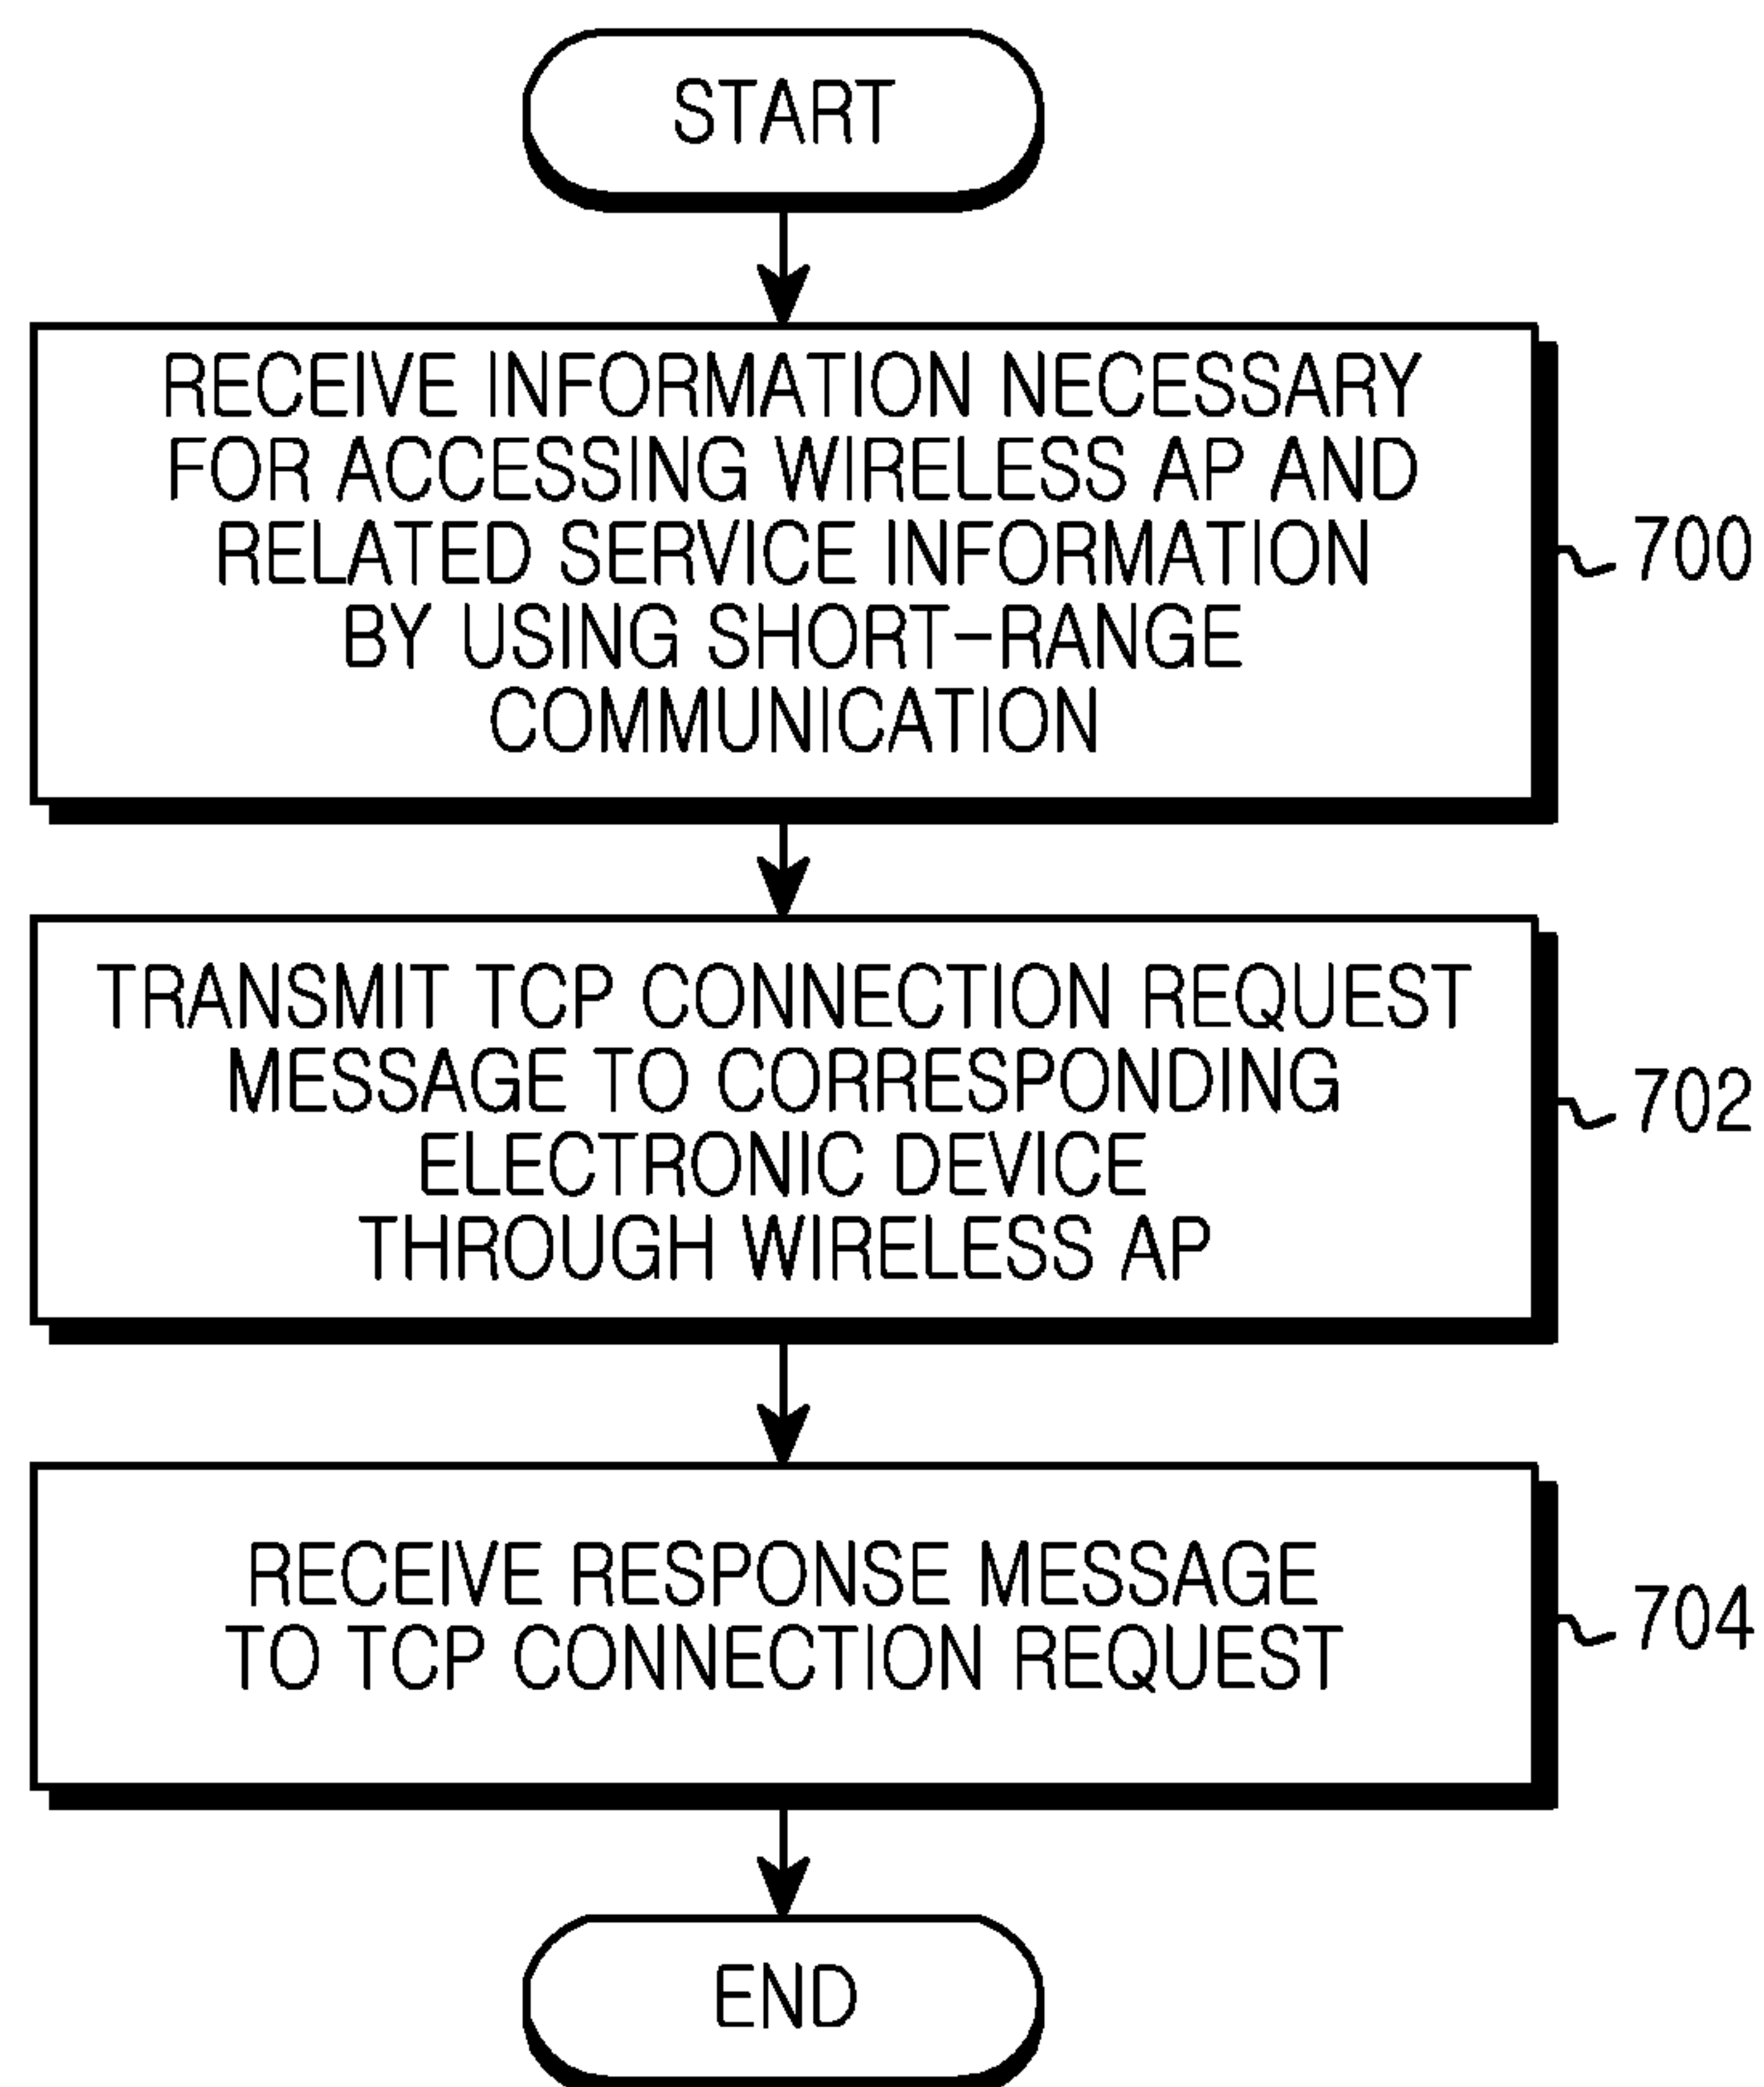 START
RECEIVE INFORMATION NECESSARY
FOR ACCESSING WIRELESS AP AND
RELATED SERVICE INFORMATION
BY USING SHORT-RANGE
COMMUNICATION
700
TRANSMIT TCP CONNECTION REQUEST
MESSAGE TO CORRESPONDING
ELECTRONIC DEVICE
THROUGH WIRELESS AP
702
RECEIVE RESPONSE MESSAGE
TO TCP CONNECTION REQUEST
704
END